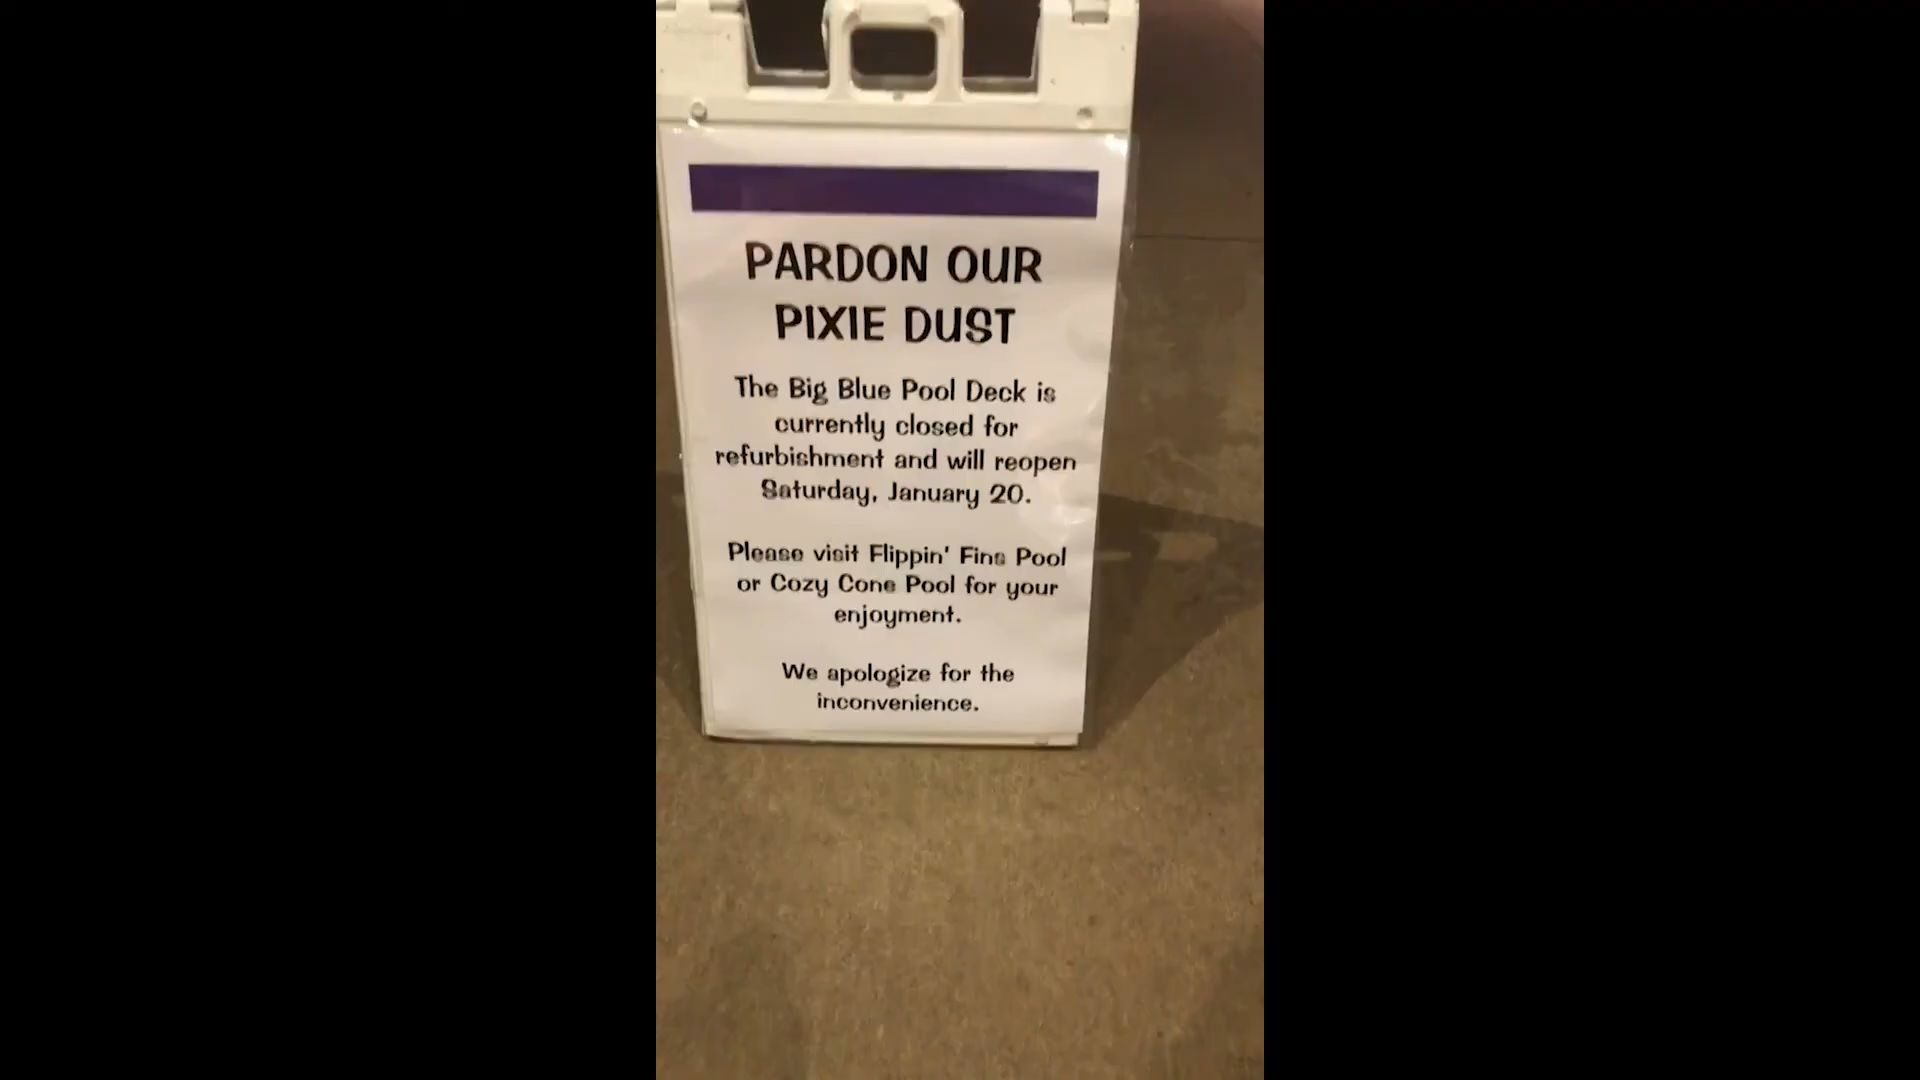 PARDON OUR
PIXIE DUST
The Big Blue Pool Deck is
currently closed for
refurbishment and will reopen
Saturday, January 20.
Please visit Flippin' Fins Pool
or Cozy Cone Pool for your
enjoyment.
We apologize for the
inconvenience.